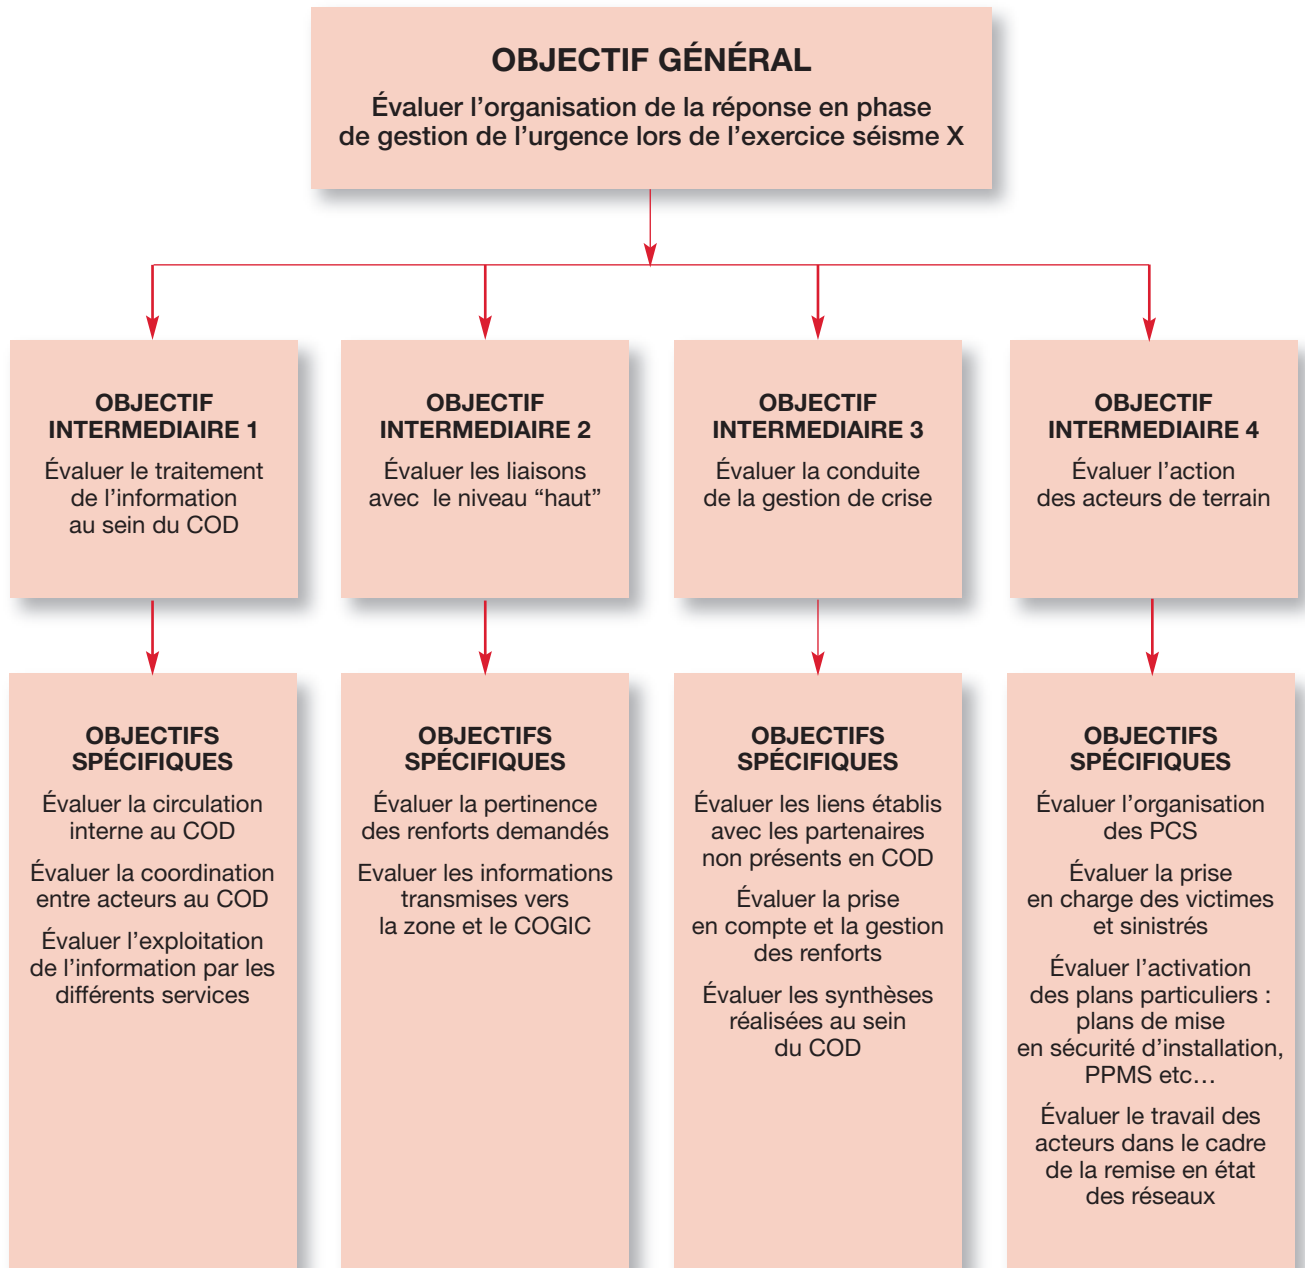 OBJECTIF GÉNÉRAL
Évaluer l’organisation de la réponse en phase
de gestion de l’urgence lors de l’exercice séisme X
OBJECTIF
INTERMEDIAIRE 1
Évaluer le traitement
de l’information
au sein du COD
OBJECTIF
INTERMEDIAIRE 2
Évaluer les liaisons
avec le niveau “haut”
OBJECTIF
INTERMEDIAIRE 3
Évaluer la conduite
de la gestion de crise
OBJECTIF
INTERMEDIAIRE 4
Évaluer l’action
des acteurs de terrain
OBJECTIFS
SPÉCIFIQUES
Évaluer la circulation
interne au COD
Évaluer la coordination
entre acteurs au COD
Évaluer l’exploitation
de l’information par les
différents services
OBJECTIFS
SPÉCIFIQUES
Évaluer la pertinence
des renforts demandés
Evaluer les informations
transmises vers
la zone et le COGIC
OBJECTIFS
SPÉCIFIQUES
Évaluer les liens établis
avec les partenaires
non présents en COD
Évaluer la prise
en compte et la gestion
des renforts
Évaluer les synthèses
réalisées au sein
du COD
OBJECTIFS
SPÉCIFIQUES
Évaluer l’organisation
des PCS
Évaluer la prise
en charge des victimes
et sinistrés
Évaluer l’activation
des plans particuliers :
plans de mise
en sécurité d’installation,
PPMS etc…
Évaluer le travail des
acteurs dans le cadre
de la remise en état
des réseaux